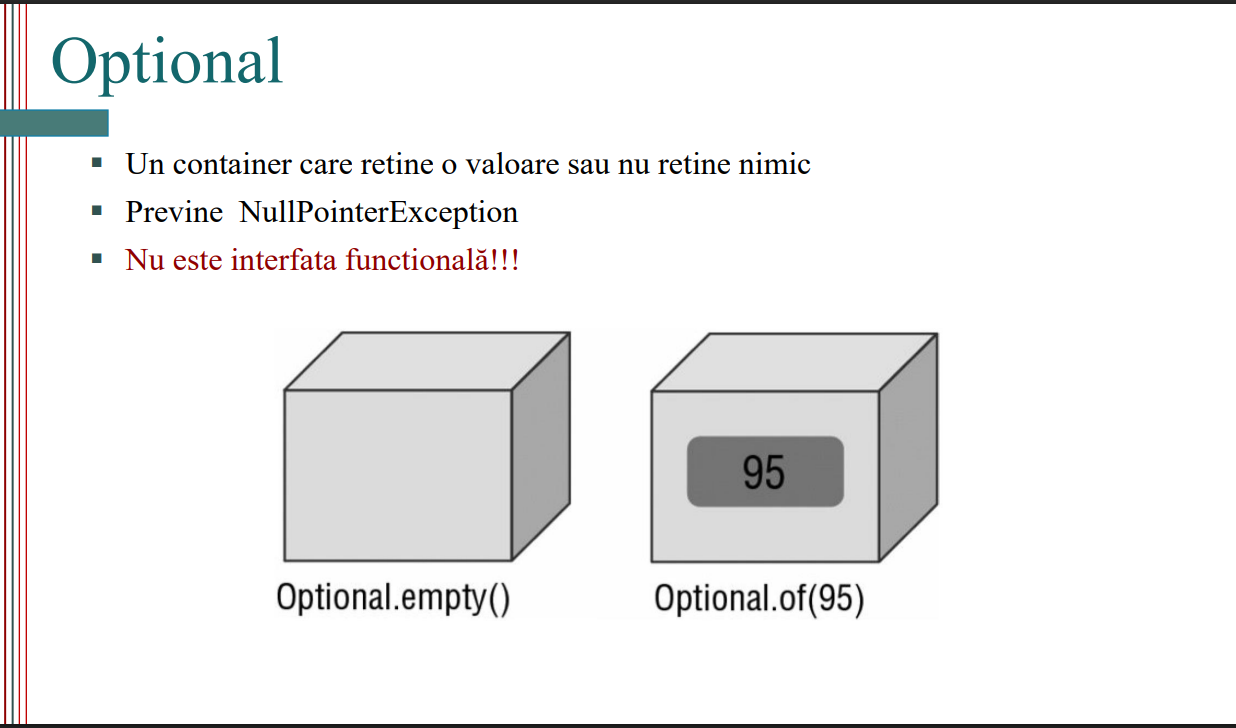 Optional
▪ Un container care retine o valoare sau nu retine nimic
▪ Previne  NullPointerException
▪ Nu este interfata functională!!!
95
Optional.empty()
Optional.of(95)